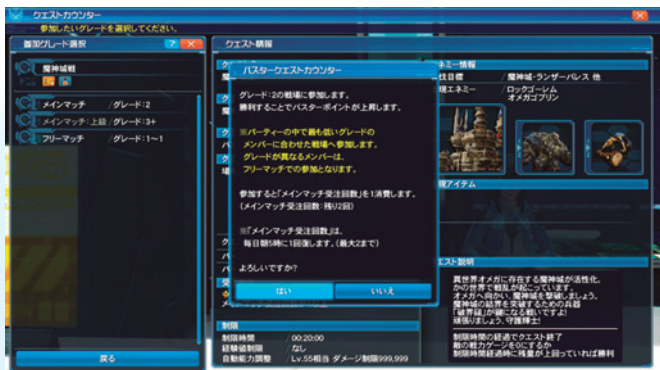 クエストカウンター
参加したいグレードを選択してください。
参加グレード選択
?
魔神城戦
メインマッチ /グレード:2
メインマッチ:上級 /グレード:3+
フリーマッチ /グレード:1~1
戻る
クエスト情報
バスタークエストカウンター
グレード:2の戦場に参加します。
勝利することでバスターポイントが上昇します。
※パーティーの中で最も低いグレードの
メンバーに合わせた戦場へ参加します。
グレードが異なるメンバーは、
フリーマッチでの参加となります。
参加すると「メインマッチ受注回数」を1消費します。
(メインマッチ受注回数:残り2回)
※「メインマッチ受注回数」は、
毎日朝5時に1回復します。(最大2まで)
よろしいですか?
はい
いいえ
ネミー情報
伐目標 /魔神城・ランザーパレス 他
現エネミー /ロックゴーレム
オメガゴブリン
現アイテム
エスト説明
異世界オメガに存在する魔神城が活性化。
かの世界で戦乱が起こっています。
オメガへ向かい、魔神城を撃破しましょう。
魔神城の結界を突破するための兵器
「破界鎚」が鍵になる戦いですよ!
頑張りましょう、守護輝士!
制限時間の経過でクエスト終了
敵の戦力ゲージを0にするか
制限時間経過時に残量が上回っていれば勝利
制限
制限時間 /00:20:00
経験値制限 /なし
自動能力調整 /Lv.55相当 ダメージ制限999,999